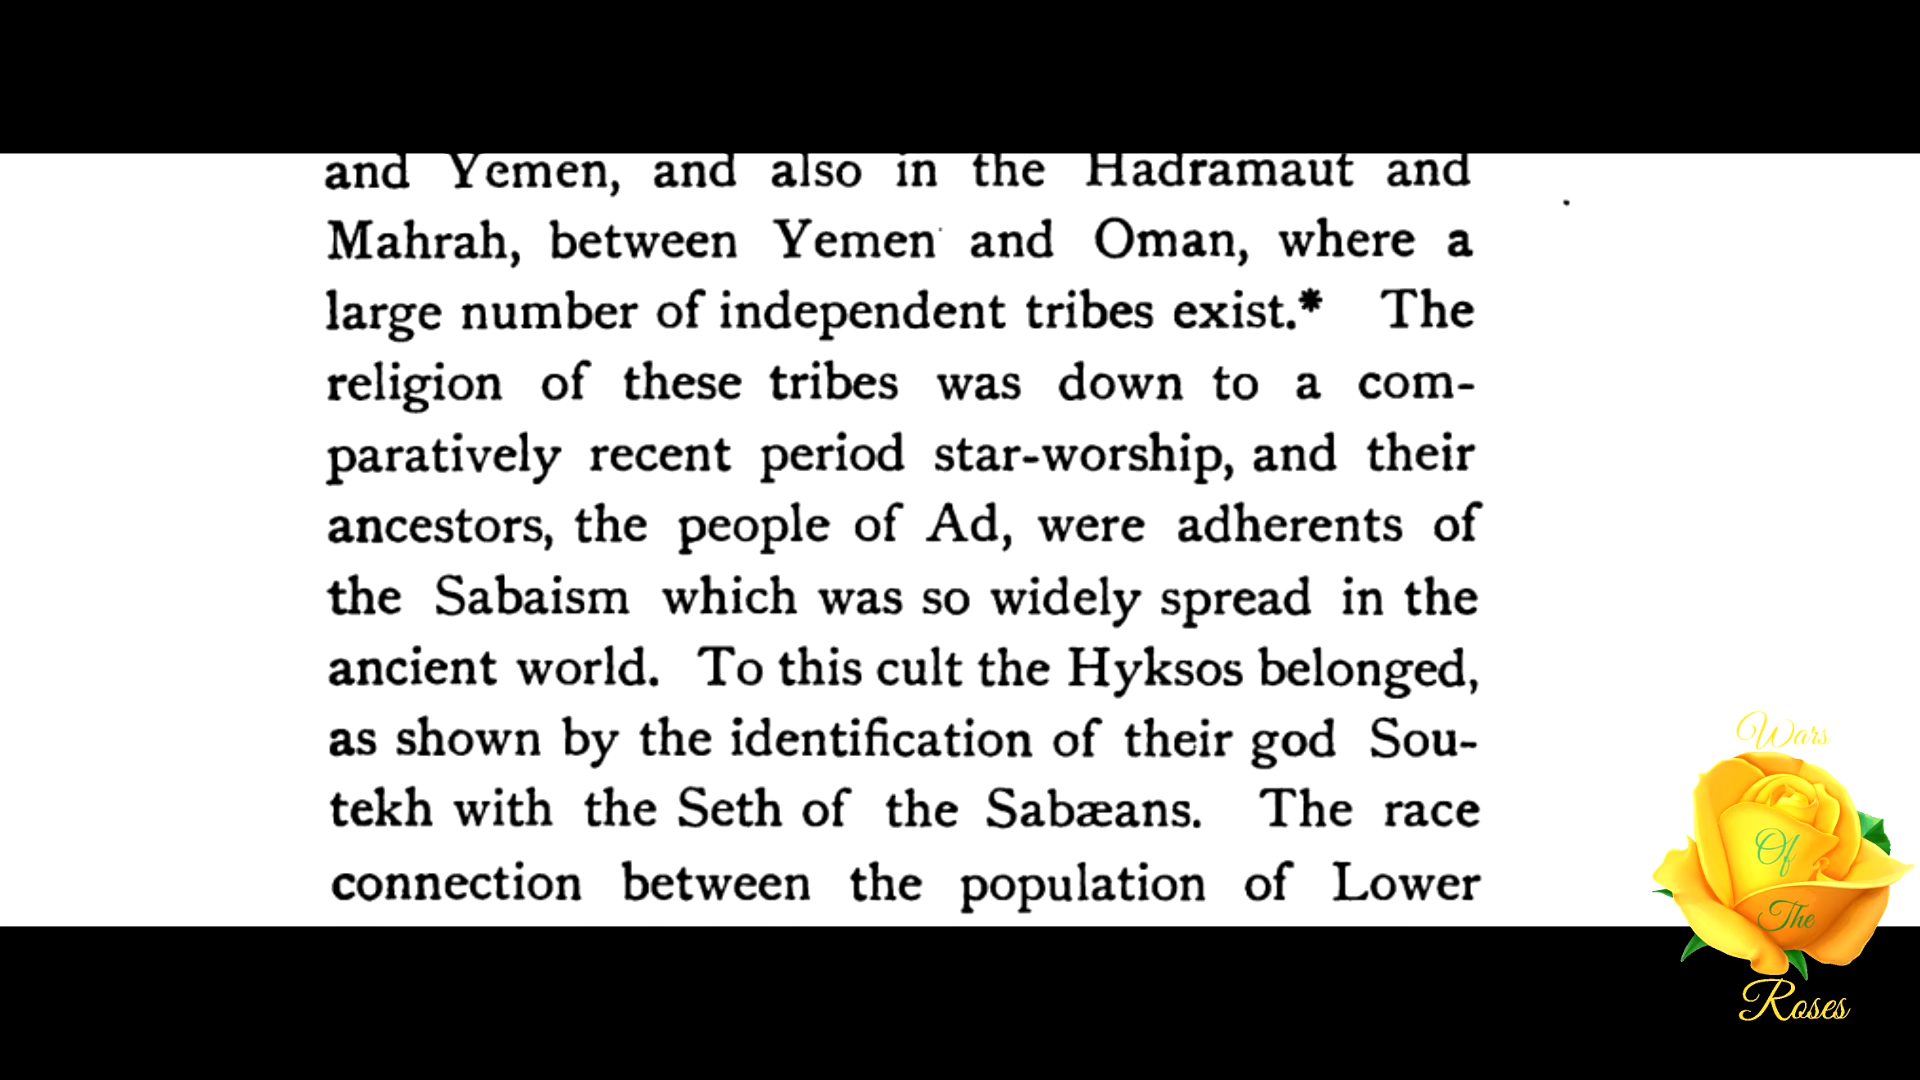 and Yemen, and also in the Hadramaut and
Mahrah, between Yemen and Oman, where a
large number of independent tribes exist.* The
religion of these tribes was down to a com-
paratively recent period star-worship, and their
ancestors, the people of Ad, were adherents of
the Sabaism which was so widely spread in the
ancient world. To this cult the Hyksos belonged,
as shown by the identification of their god Sou-
tekh with the Seth of the Sabæans. The race
connection between the population of Lower
Wars
Of
The
Roses